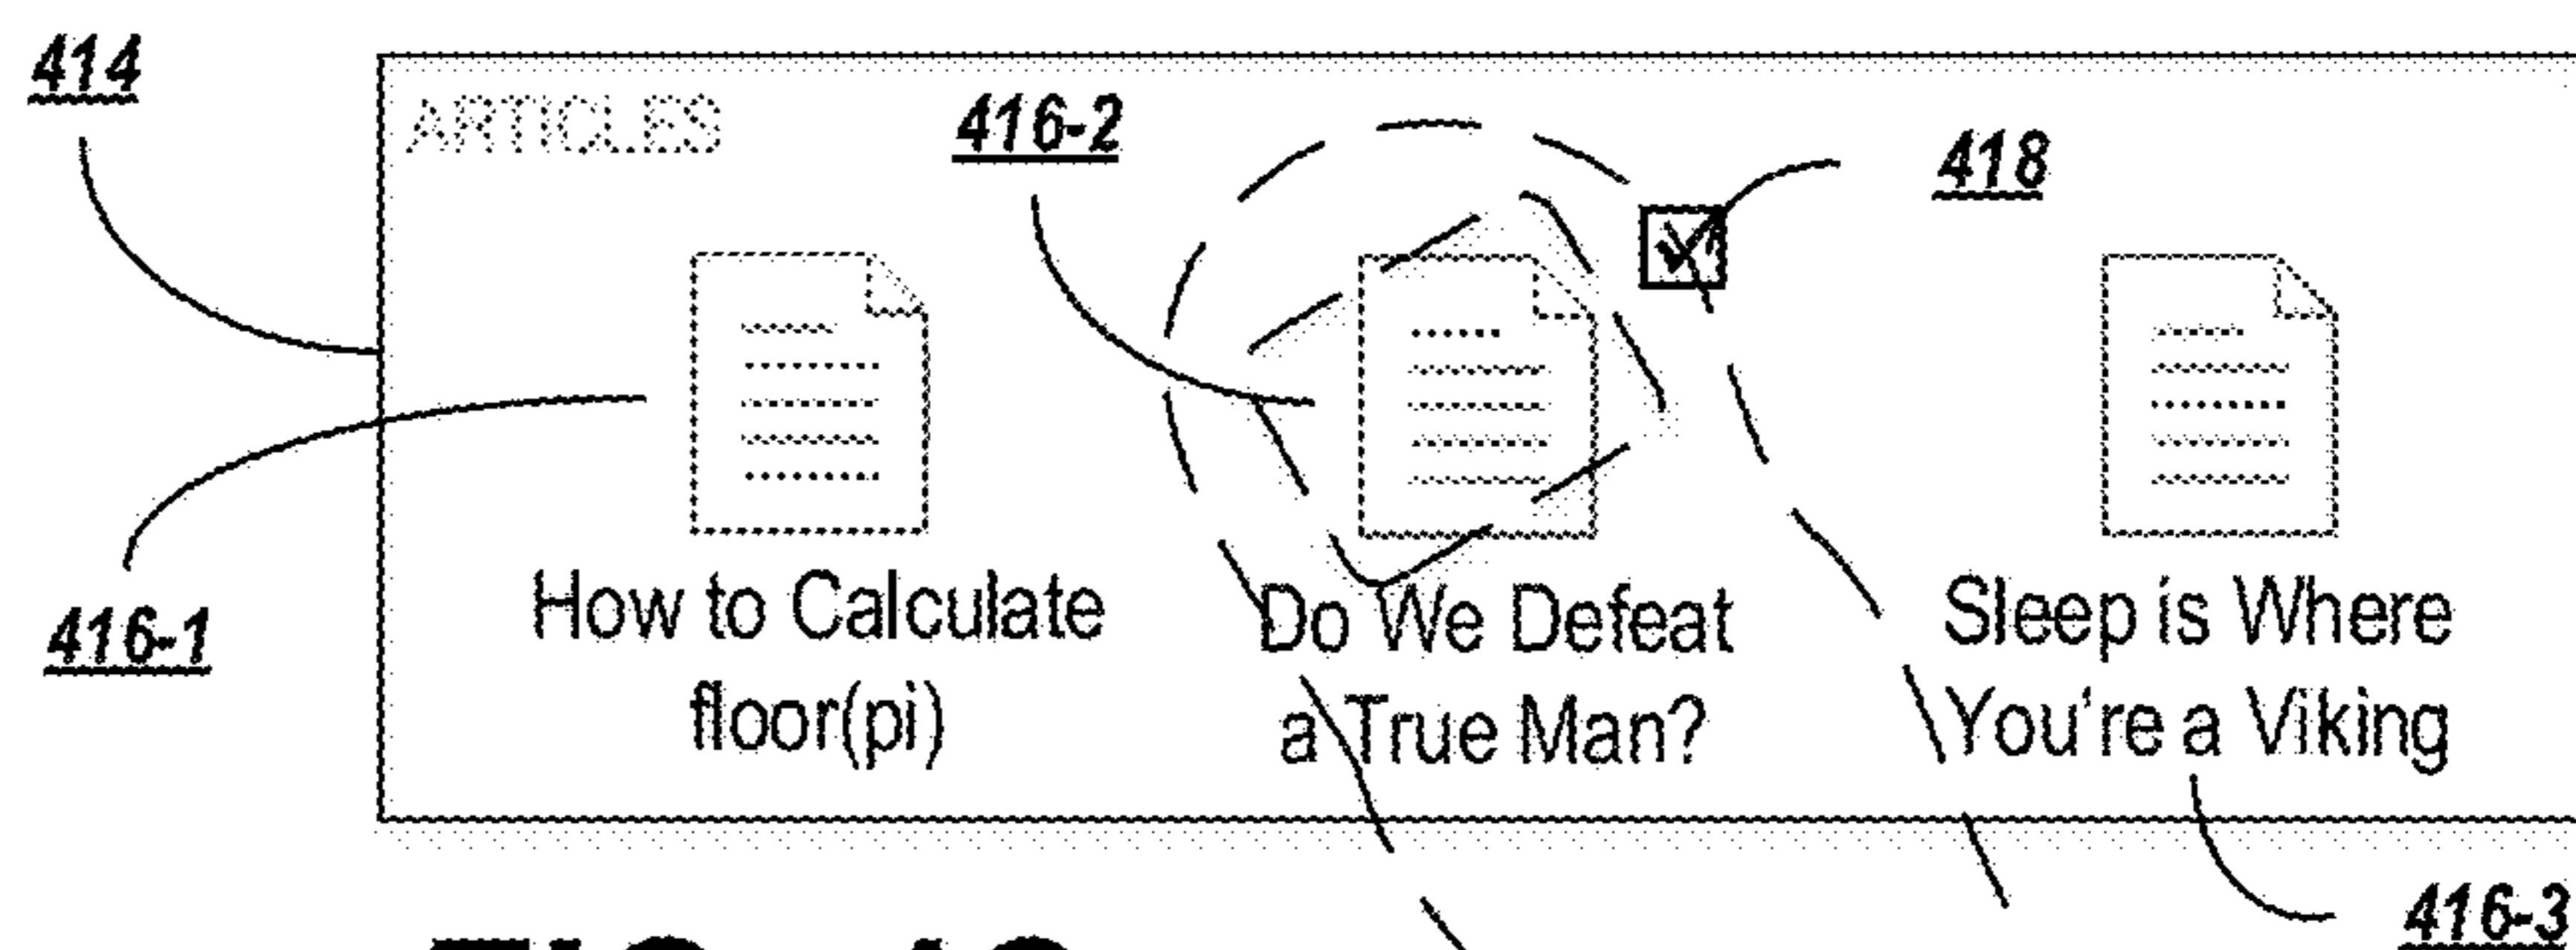 414
ARTICLES
416-2
418
How to Calculate
floor(pi)
Do We Defeat
a True Man?
Sleep is Where
You're a Viking
416-1
416-3